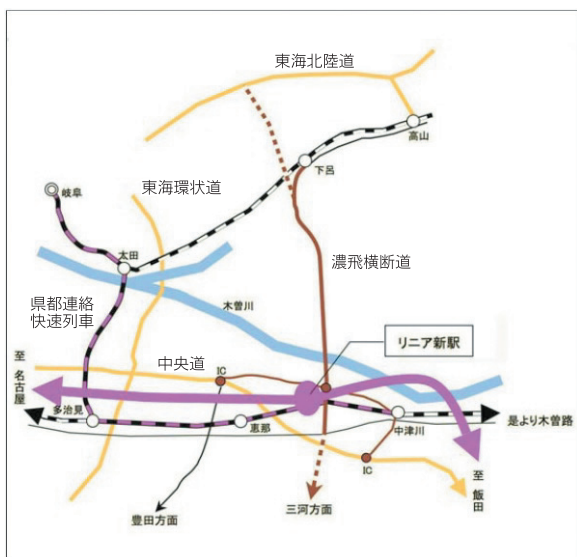 東海北陸道
高山
下呂
岐阜
東海環状道
太田
濃飛横断道
県都連絡
快速列車
木曽川
リニア新駅
至 名古屋
中央道
IC
多治見
恵那
中津川
是より木曽路
IC
至 飯田
豊田方面
三河方面